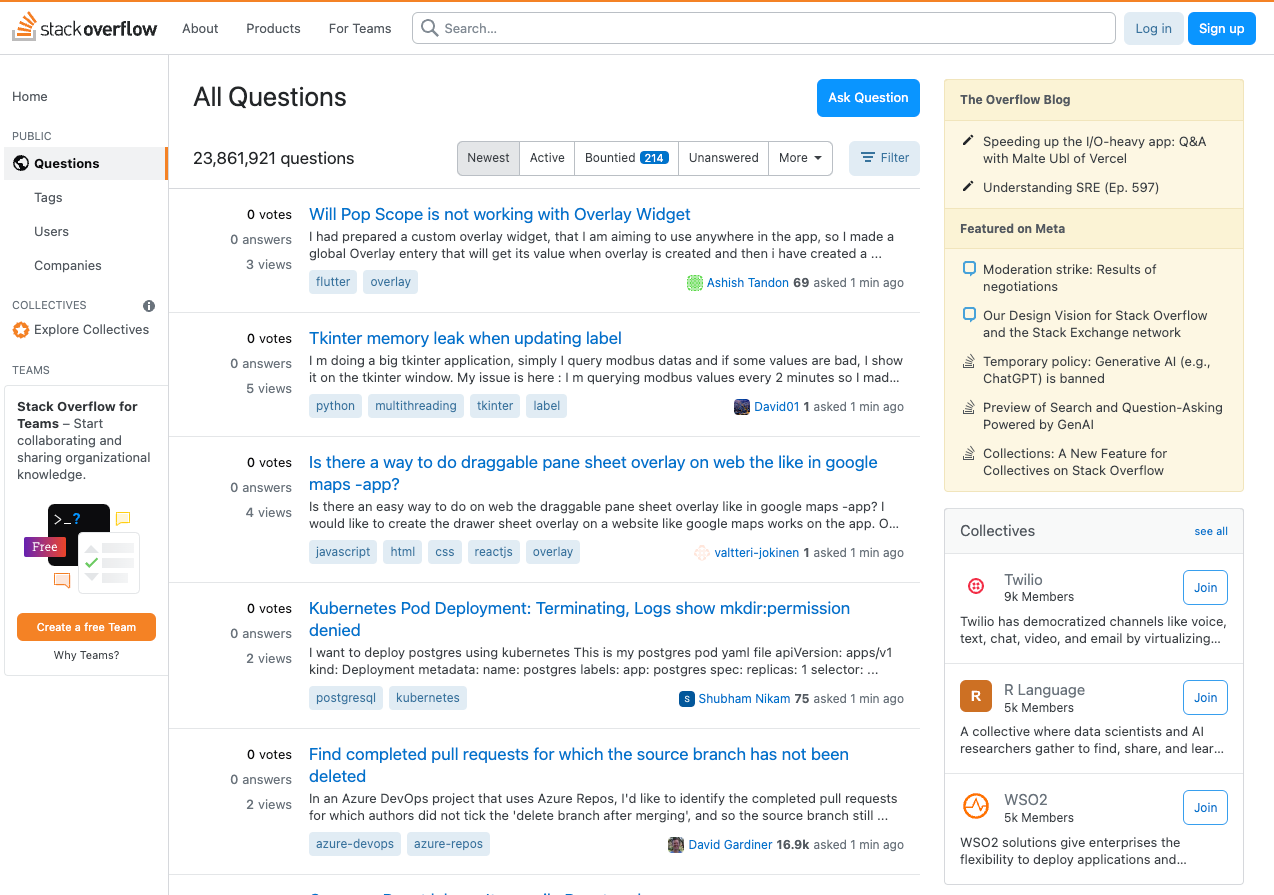 stackoverflow
About
Products
For Teams
Search…
Log in
Sign up
Home
PUBLIC
Questions
Tags
Users
Companies
COLLECTIVES
Explore Collectives
TEAMS
Stack Overflow for
Teams – Start
collaborating and
sharing organizational
knowledge.
>_?
Free
Create a free Team
Why Teams?
All Questions
Ask Question
23,861,921 questions
Newest
Active
Bountied 214
Unanswered
More
Filter
0 votes
0 answers
3 views
Will Pop Scope is not working with Overlay Widget
I had prepared a custom overlay widget, that I am aiming to use anywhere in the app, so I made a
global Overlay entery that will get its value when overlay is created and then i have created a ...
flutter
overlay
Ashish Tandon 69 asked 1 min ago
0 votes
0 answers
5 views
Tkinter memory leak when updating label
I m doing a big tkinter application, simply I query modbus datas and if some values are bad, I show
it on the tkinter window. My issue is here : I m querying modbus values every 2 minutes so I mad...
python
multithreading
tkinter
label
David01 1 asked 1 min ago
0 votes
0 answers
4 views
Is there a way to do draggable pane sheet overlay on web the like in google
maps -app?
Is there an easy way to do on web the draggable pane sheet overlay like in google maps -app? I
would like to create the drawer sheet overlay on a website like google maps works on the app. O...
javascript
html
css
reactjs
overlay
valtteri-jokinen 1 asked 1 min ago
0 votes
0 answers
2 views
Kubernetes Pod Deployment: Terminating, Logs show mkdir:permission
denied
I want to deploy postgres using kubernetes This is my postgres pod yaml file apiVersion: apps/v1
kind: Deployment metadata: name: postgres labels: app: postgres spec: replicas: 1 selector: ...
postgresql
kubernetes
S
Shubham Nikam 75 asked 1 min ago
0 votes
0 answers
2 views
Find completed pull requests for which the source branch has not been
deleted
In an Azure DevOps project that uses Azure Repos, I'd like to identify the completed pull requests
for which authors did not tick the 'delete branch after merging', and so the source branch still ...
azure-devops
azure-repos
David Gardiner 16.9k asked 1 min ago
The Overflow Blog
Speeding up the I/O-heavy app: Q&A
with Malte Ubl of Vercel
Understanding SRE (Ep. 597)
Featured on Meta
Moderation strike: Results of
negotiations
Our Design Vision for Stack Overflow
and the Stack Exchange network
Temporary policy: Generative AI (e.g.,
ChatGPT) is banned
Preview of Search and Question-Asking
Powered by GenAI
Collections: A New Feature for
Collectives on Stack Overflow
Collectives
see all
Twilio
9k Members
Join
Twilio has democratized channels like voice,
text, chat, video, and email by virtualizing…
R
R Language
5k Members
Join
A collective where data scientists and AI
researchers gather to find, share, and lear…
WSO2
5k Members
Join
WSO2 solutions give enterprises the
flexibility to deploy applications and…